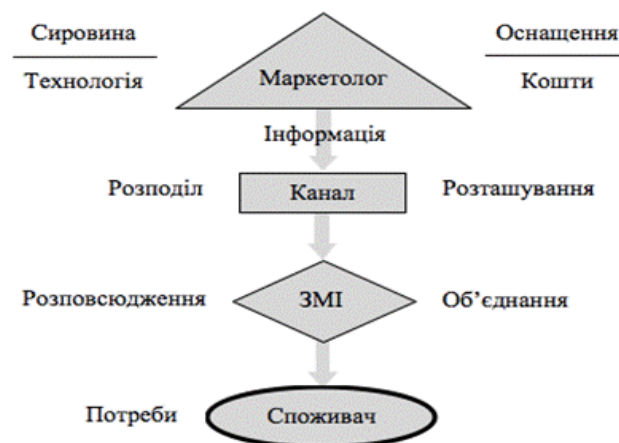 Сировина
Оснащення
Технологія
Маркетолог
Кошти
Інформація
Розподіл
Канал
Розташування
Розповсюдження
ЗМІ
Об’єднання
Потреби
Споживач